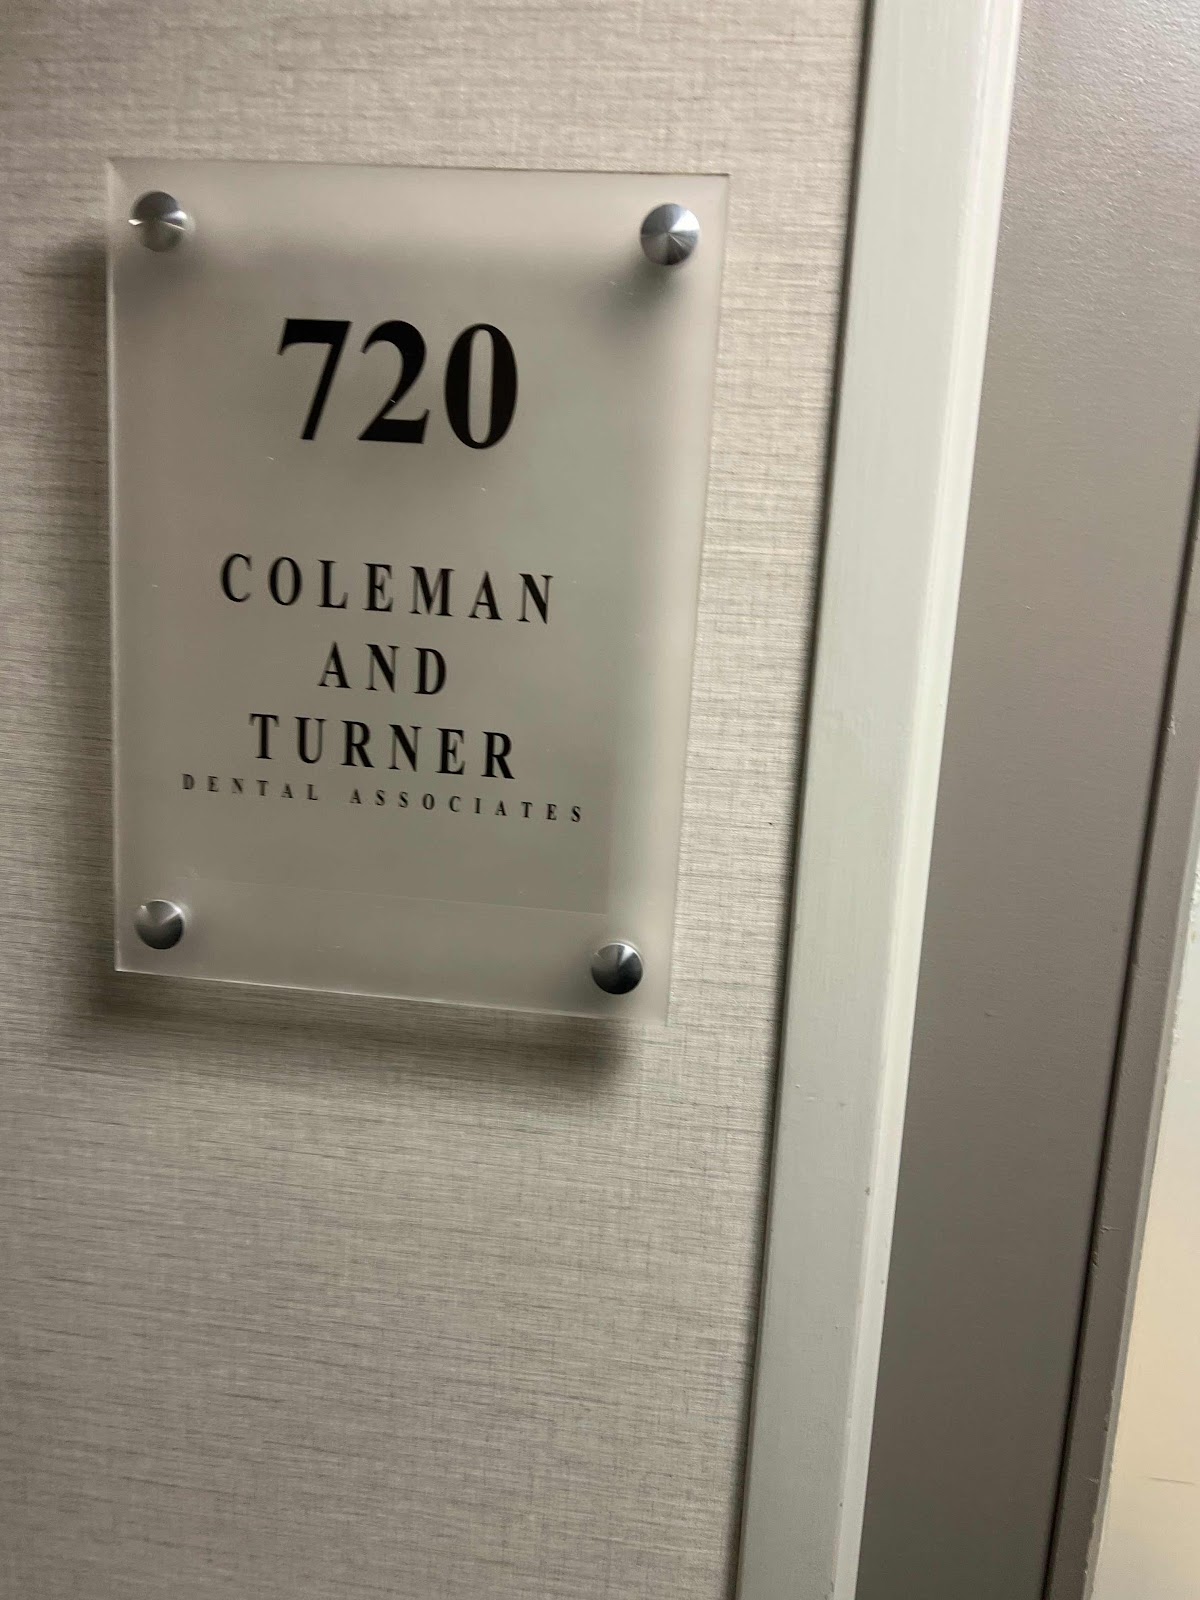 720
COLEMAN
AND
TURNER
DENTAL ASSOCIATES